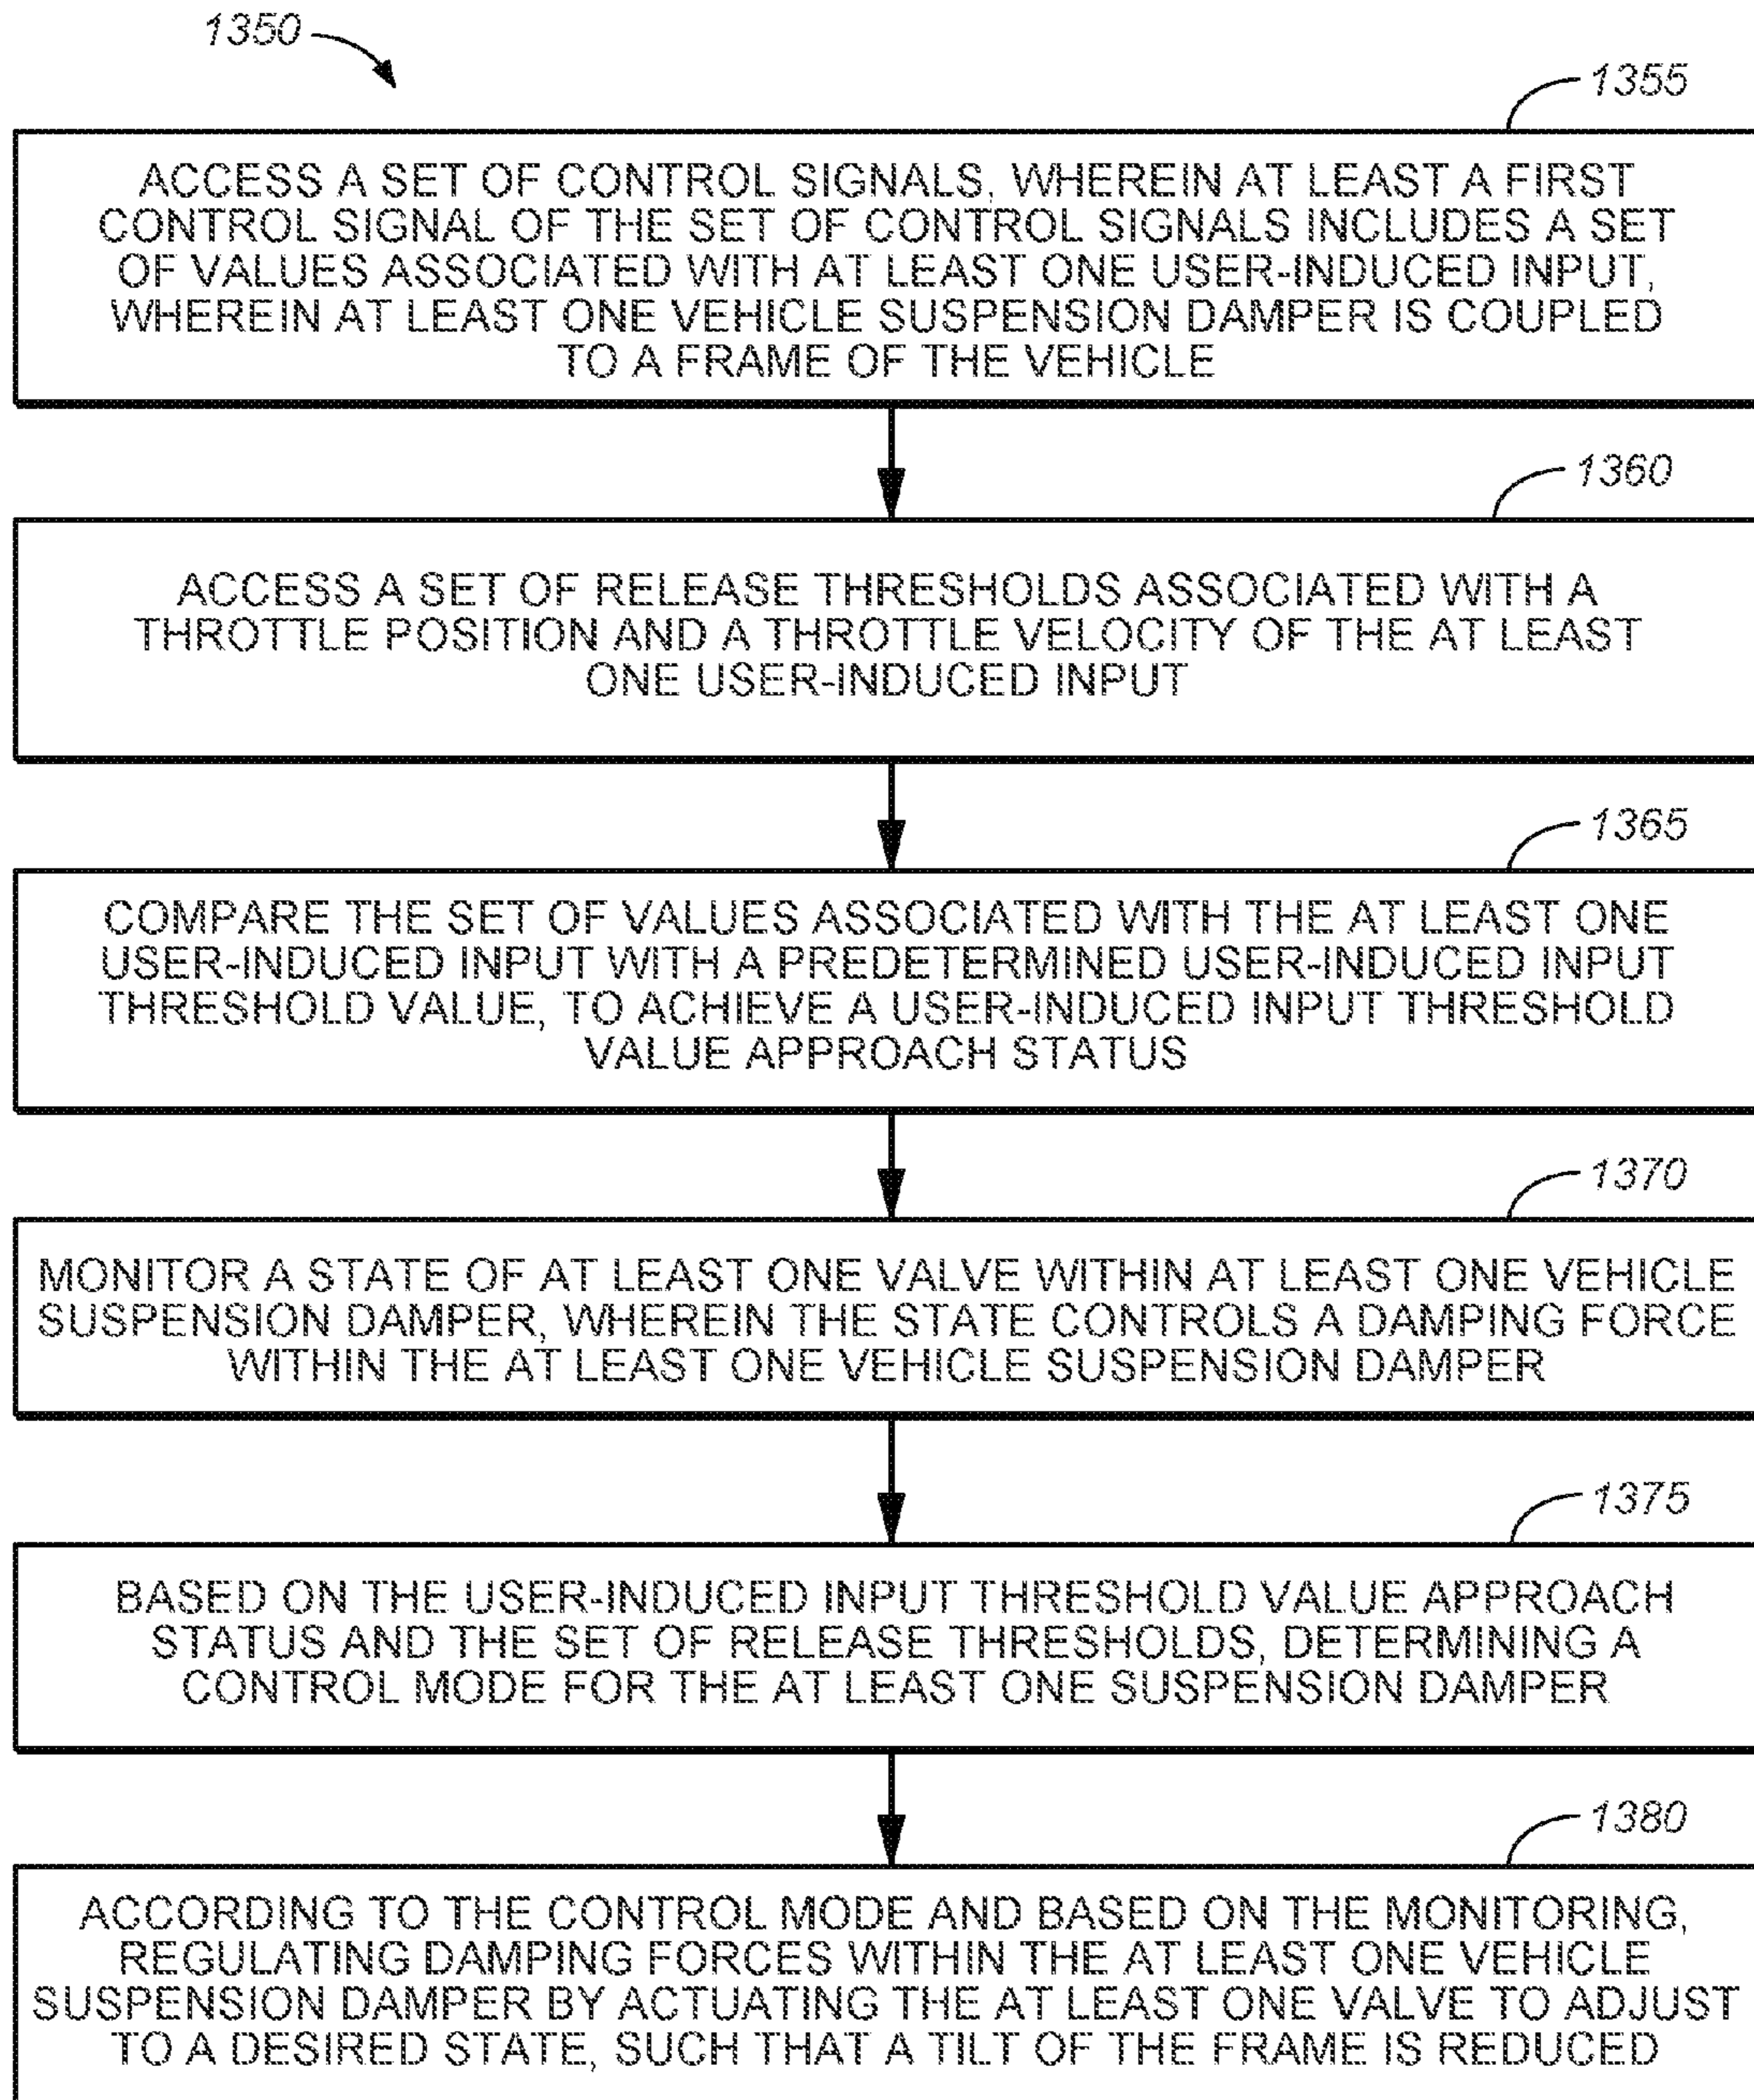 1350
1355
ACCESS A SET OF CONTROL SIGNALS, WHEREIN AT LEAST A FIRST
CONTROL SIGNAL OF THE SET OF CONTROL SIGNALS INCLUDES A SET
OF VALUES ASSOCIATED WITH AT LEAST ONE USER-INDUCED INPUT,
WHEREIN AT LEAST ONE VEHICLE SUSPENSION DAMPER IS COUPLED
TO A FRAME OF THE VEHICLE
1360
ACCESS A SET OF RELEASE THRESHOLDS ASSOCIATED WITH A
THROTTLE POSITION AND A THROTTLE VELOCITY OF THE AT LEAST
ONE USER-INDUCED INPUT
1365
COMPARE THE SET OF VALUES ASSOCIATED WITH THE AT LEAST ONE
USER-INDUCED INPUT WITH A PREDETERMINED USER-INDUCED INPUT
THRESHOLD VALUE, TO ACHIEVE A USER-INDUCED INPUT THRESHOLD
VALUE APPROACH STATUS
1370
MONITOR A STATE OF AT LEAST ONE VALVE WITHIN AT LEAST ONE VEHICLE
SUSPENSION DAMPER, WHEREIN THE STATE CONTROLS A DAMPING FORCE
WITHIN THE AT LEAST ONE VEHICLE SUSPENSION DAMPER
1375
BASED ON THE USER-INDUCED INPUT THRESHOLD VALUE APPROACH
STATUS AND THE SET OF RELEASE THRESHOLDS, DETERMINING A
CONTROL MODE FOR THE AT LEAST ONE SUSPENSION DAMPER
1380
ACCORDING TO THE CONTROL MODE AND BASED ON THE MONITORING,
REGULATING DAMPING FORCES WITHIN THE AT LEAST ONE VEHICLE
SUSPENSION DAMPER BY ACTUATING THE AT LEAST ONE VALVE TO ADJUST
TO A DESIRED STATE, SUCH THAT A TILT OF THE FRAME IS REDUCED